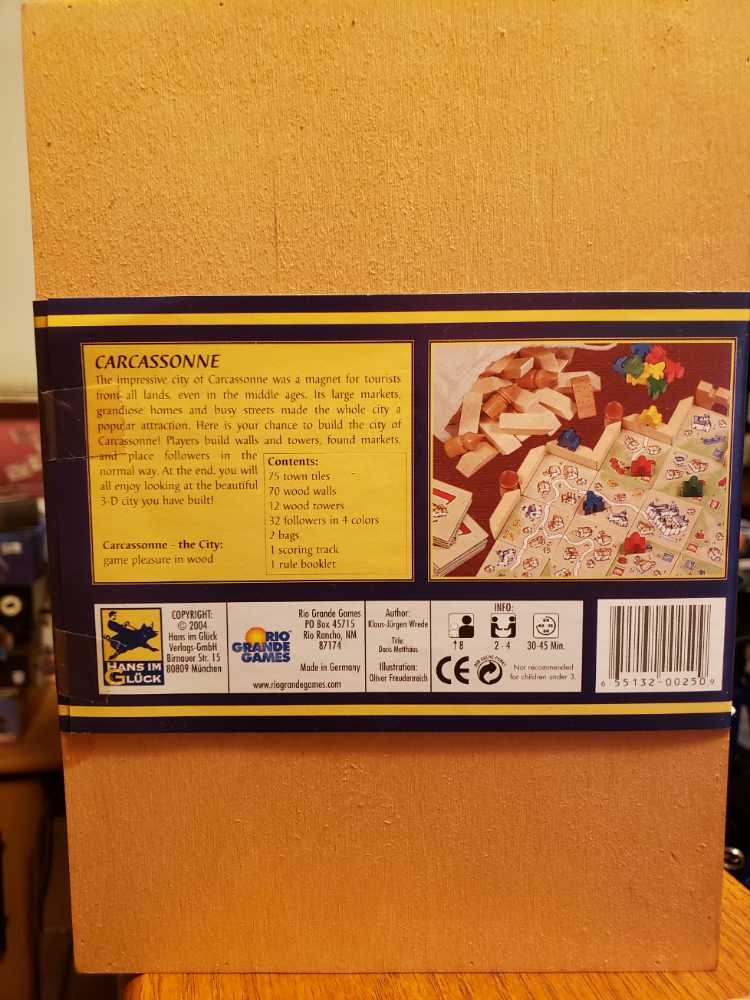 CARCASSONNE
The impressive city of Carcassonne was a magnet for tourists
from all lands, even in the middle ages. Its large markets,
grandiose homes and busy streets made the whole city a
popular attraction. Here is your chance to build the city of
Carcassonne! Players build walls and towers, found markets,
and place followers in the
normal way. At the end, you will
all enjoy looking at the beautiful
3-D city you have built!
Carcassonne – the City:
game pleasure in wood
Contents:
75 town tiles
70 wood walls
12 wood towers
32 followers in 4 colors
2 bags
1 scoring track
1 rule booklet
HANS IM
GLÜCK
COPYRIGHT:
© 2004
Hans im Glück
Verlags-GmbH
Birnauer Str. 15
80809 München
RIO
GRANDE
GAMES
Rio Grande Games
PO Box 45715
Rio Rancho, NM
87174
Made in Germany
www.riograndegames.com
Author:
Klaus-Jürgen Wrede
Title:
Doris Matthäus
Illustration:
Oliver Freudenreich
INFO:
↑8
2 - 4
30-45 Min.
CE
DER GRÜNE PUNKT
Not recommended
for children under 3.
6 55132 00250 9